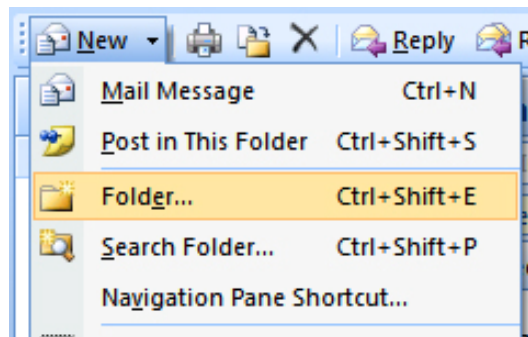 New Reply
Mail Message Ctrl+N
Post in This Folder Ctrl+Shift+S
Folder... Ctrl+Shift+E
Search Folder... Ctrl+Shift+P
Navigation Pane Shortcut...